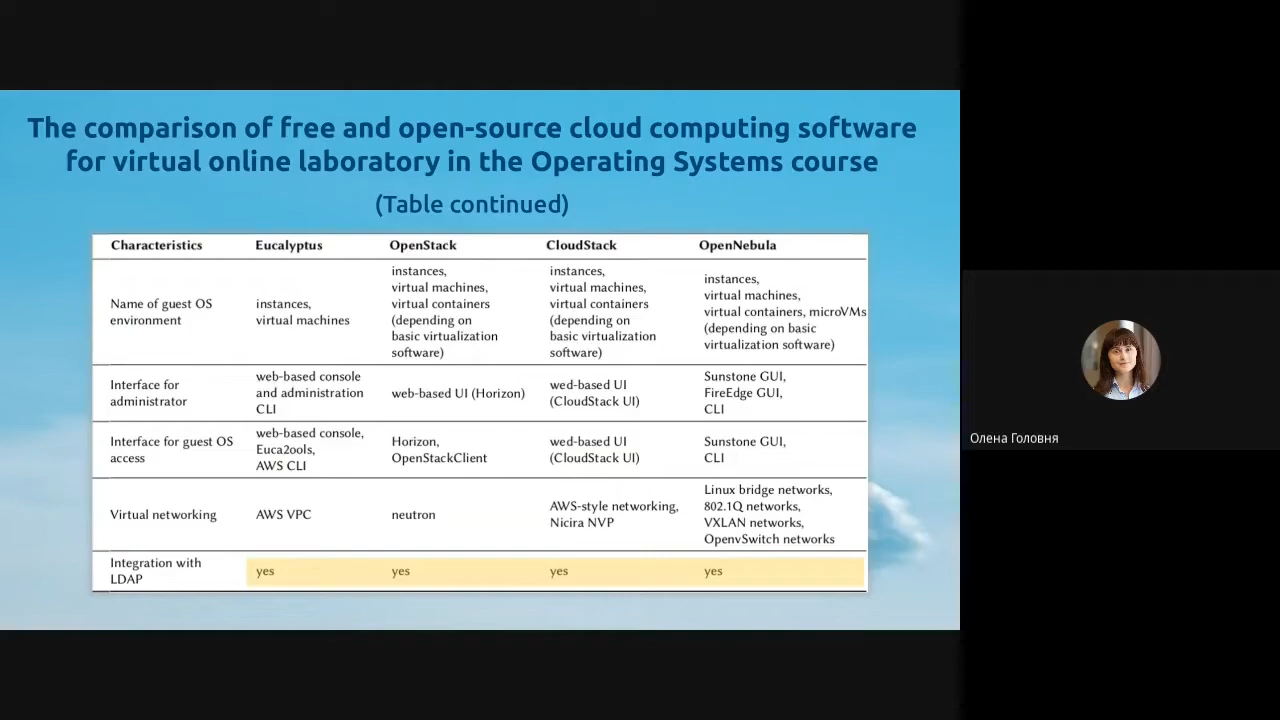 The comparison of free and open-source cloud computing software
for virtual online laboratory in the Operating Systems course
(Table continued)
Characteristics Eucalyptus OpenStack CloudStack OpenNebula
Name of guest OS
environment
instances,
virtual machines
instances,
virtual machines,
virtual containers
(depending on
basic virtualization
software)
instances,
virtual machines,
virtual containers
(depending on
basic virtualization
software)
instances,
virtual machines,
virtual containers, microVMs
(depending on basic
virtualization software)
Interface for
administrator
web-based console
and administration
CLI
web-based UI (Horizon)
wed-based UI
(CloudStack UI)
Sunstone GUI,
FireEdge GUI,
CLI
Interface for guest OS
access
web-based console,
Euca2ools,
AWS CLI
Horizon,
OpenStackClient
wed-based UI
(CloudStack UI)
Sunstone GUI,
CLI
Virtual networking
AWS VPC
neutron
AWS-style networking,
Nicira NVP
Linux bridge networks,
802.1Q networks,
VXLAN networks,
OpenvSwitch networks
Integration with
LDAP
yes
yes
yes
yes
Олена Головня